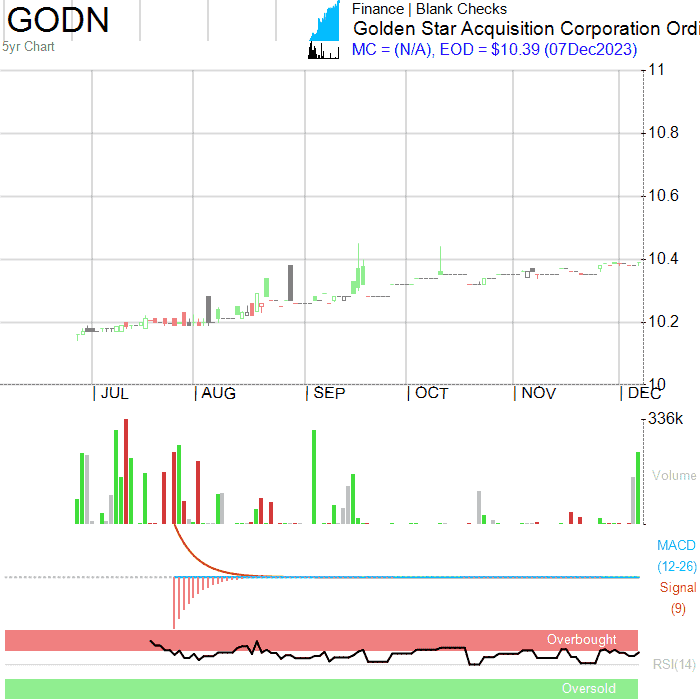 GODN
5yr Chart
Finance | Blank Checks
Golden Star Acquisition Corporation Ordi
MC = (N/A), EOD = $10.39 (07Dec2023)
11
10.8
10.6
10.4
10.2
10
JUL AUG SEP OCT NOV DEC
336k
Volume
MACD
(12-26)
Signal
(9)
Overbought
RSI(14)
Oversold